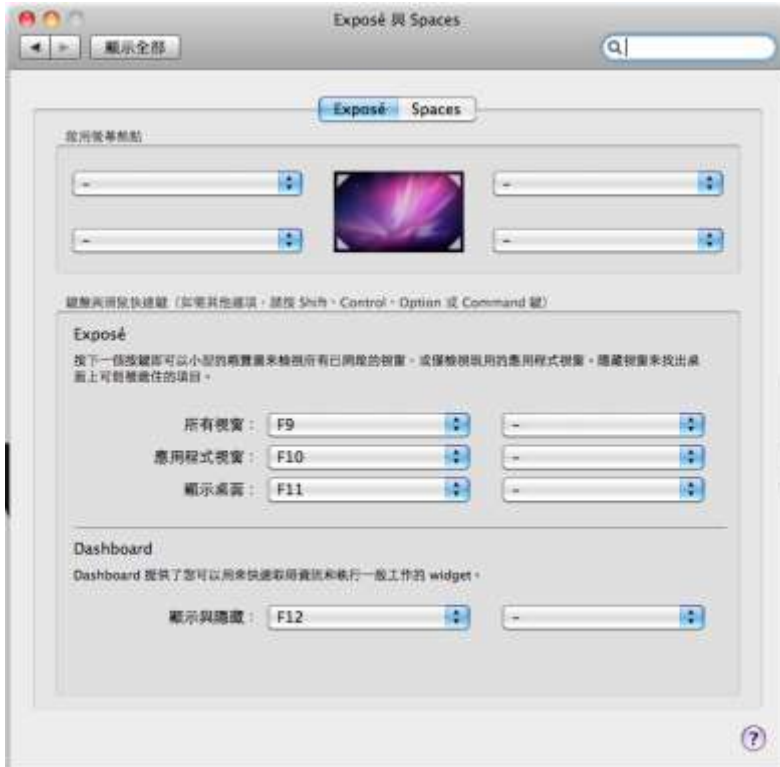 Exposé 與 Spaces
顯示全部
Exposé Spaces
啟用螢幕熱點
- -
- -
鍵盤與滑鼠快速鍵（如需其他選項，請按 Shift、Control、Option 或 Command 鍵）
Exposé
按下一個按鍵即可以小型的概覽圖來檢視所有已開啟的視窗，或僅檢視現用的應用程式視窗。隱藏視窗來找出桌
面上可能被遮住的項目。
所有視窗： F9 -
應用程式視窗： F10 -
顯示桌面： F11 -
Dashboard
Dashboard 提供了您可以用來快速取得資訊和執行一般工作的 widget。
顯示與隱藏： F12 -
?